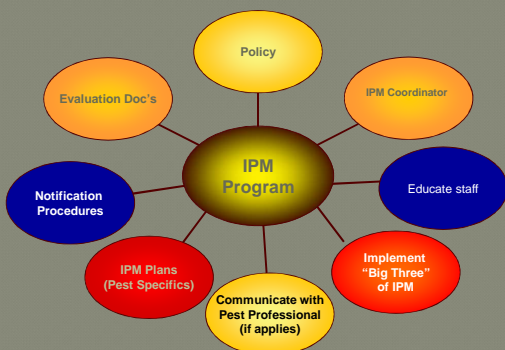 Policy
Evaluation Doc's
IPM Coordinator
IPM
Program
Notification
Procedures
Educate staff
IPM Plans
(Pest Specifics)
Implement
"Big Three"
of IPM
Communicate with
Pest Professional
(if applies)